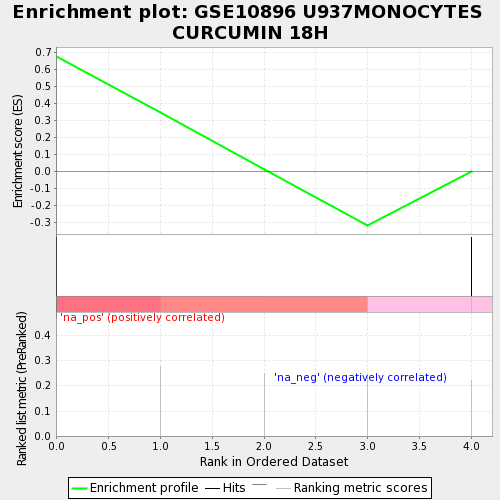 Enrichment plot: GSE10896 U937MONOCYTES
CURCUMIN 18H
Enrichment score (ES)
0.7
0.6
0.5
0.4
0.3
0.2
0.1
0.0
-0.1
-0.2
-0.3
'na_pos' (positively correlated)
'na_neg' (negatively correlated)
Ranked list metric (PreRanked)
0.4
0.3
0.2
0.1
0.0
0.0 0.5 1.0 1.5 2.0 2.5 3.0 3.5 4.0
Rank in Ordered Dataset
Enrichment profile Hits Ranking metric scores